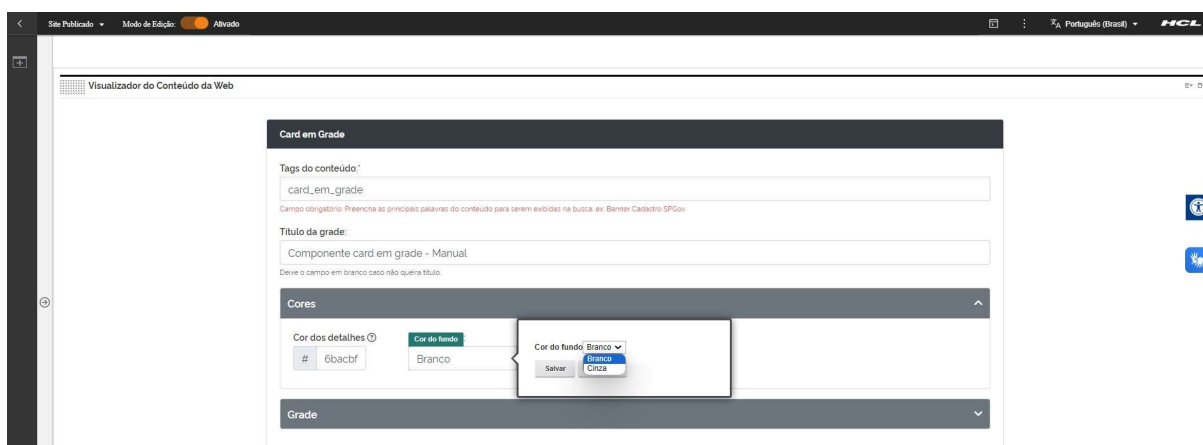 Site Publicado
Modo de Edição:
Ativado
Português (Brasil)
HCL
Visualizador do Conteúdo da Web
Card em Grade
Tags do conteúdo:*
card_em_grade
Campo obrigatório. Preencha as principais palavras do conteúdo para serem exibidas na busca, ex: Banner Cadastro SPGov.
Título da grade:
Componente card em grade - Manual
Deixe o campo em branco caso não queira título.
Cores
Cor dos detalhes
Cor do fundo
# 6bacbf
Branco
Cor do fundo Branco
Branco
Cinza
Salvar
Grade